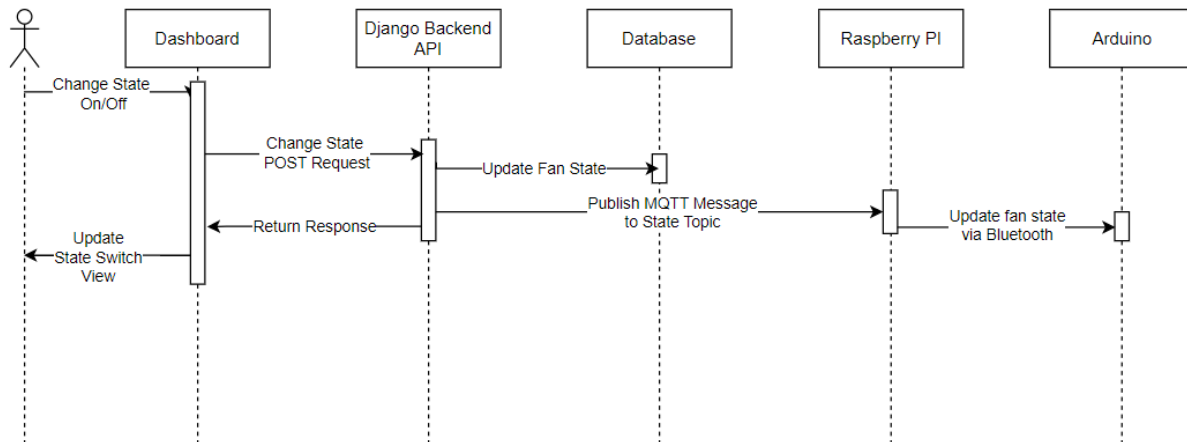 Dashboard
Django Backend
API
Database
Raspberry PI
Arduino
Change State
On/Off
Change State
POST Request
Update Fan State
Publish MQTT Message
to State Topic
Update fan state
via Bluetooth
Return Response
Update
State Switch
View